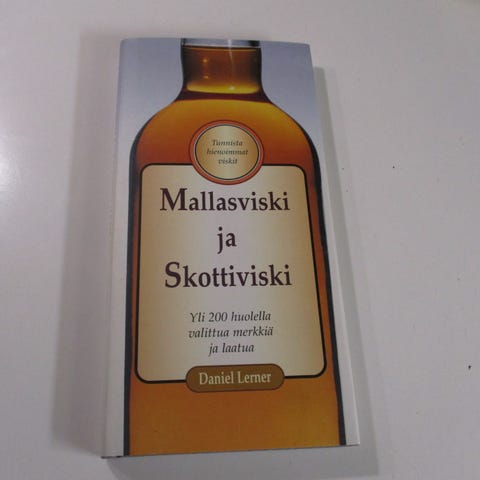 Tunnista
hienoimmat
viskit
Mallasviski
ja
Skottiviski
Yli 200 huolella
valittua merkkiä
ja laatua
Daniel Lerner